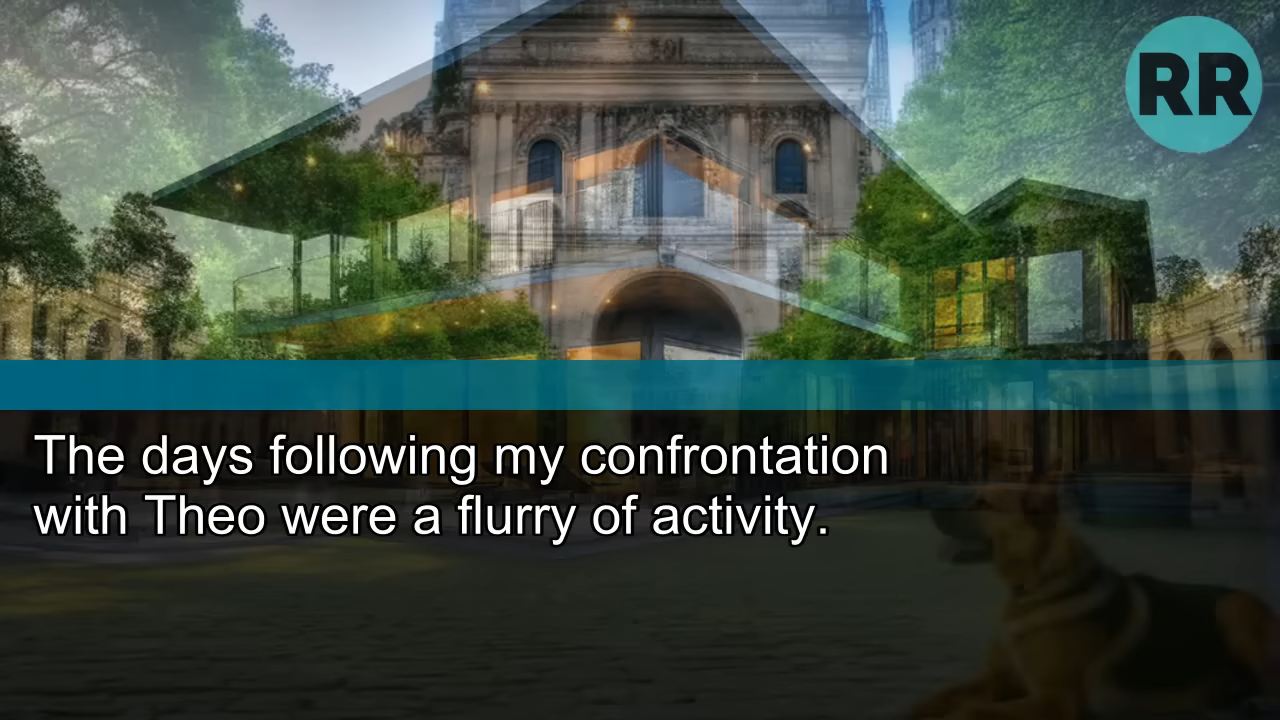 RR
The days following my confrontation
with Theo were a flurry of activity.